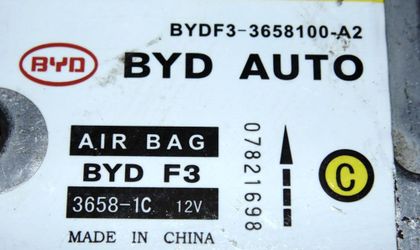 BYDF3-3658100-A2
BYD
BYD AUTO
AIR BAG
BYD F3
3658-1C 12V
MADE IN CHINA
07821698
C